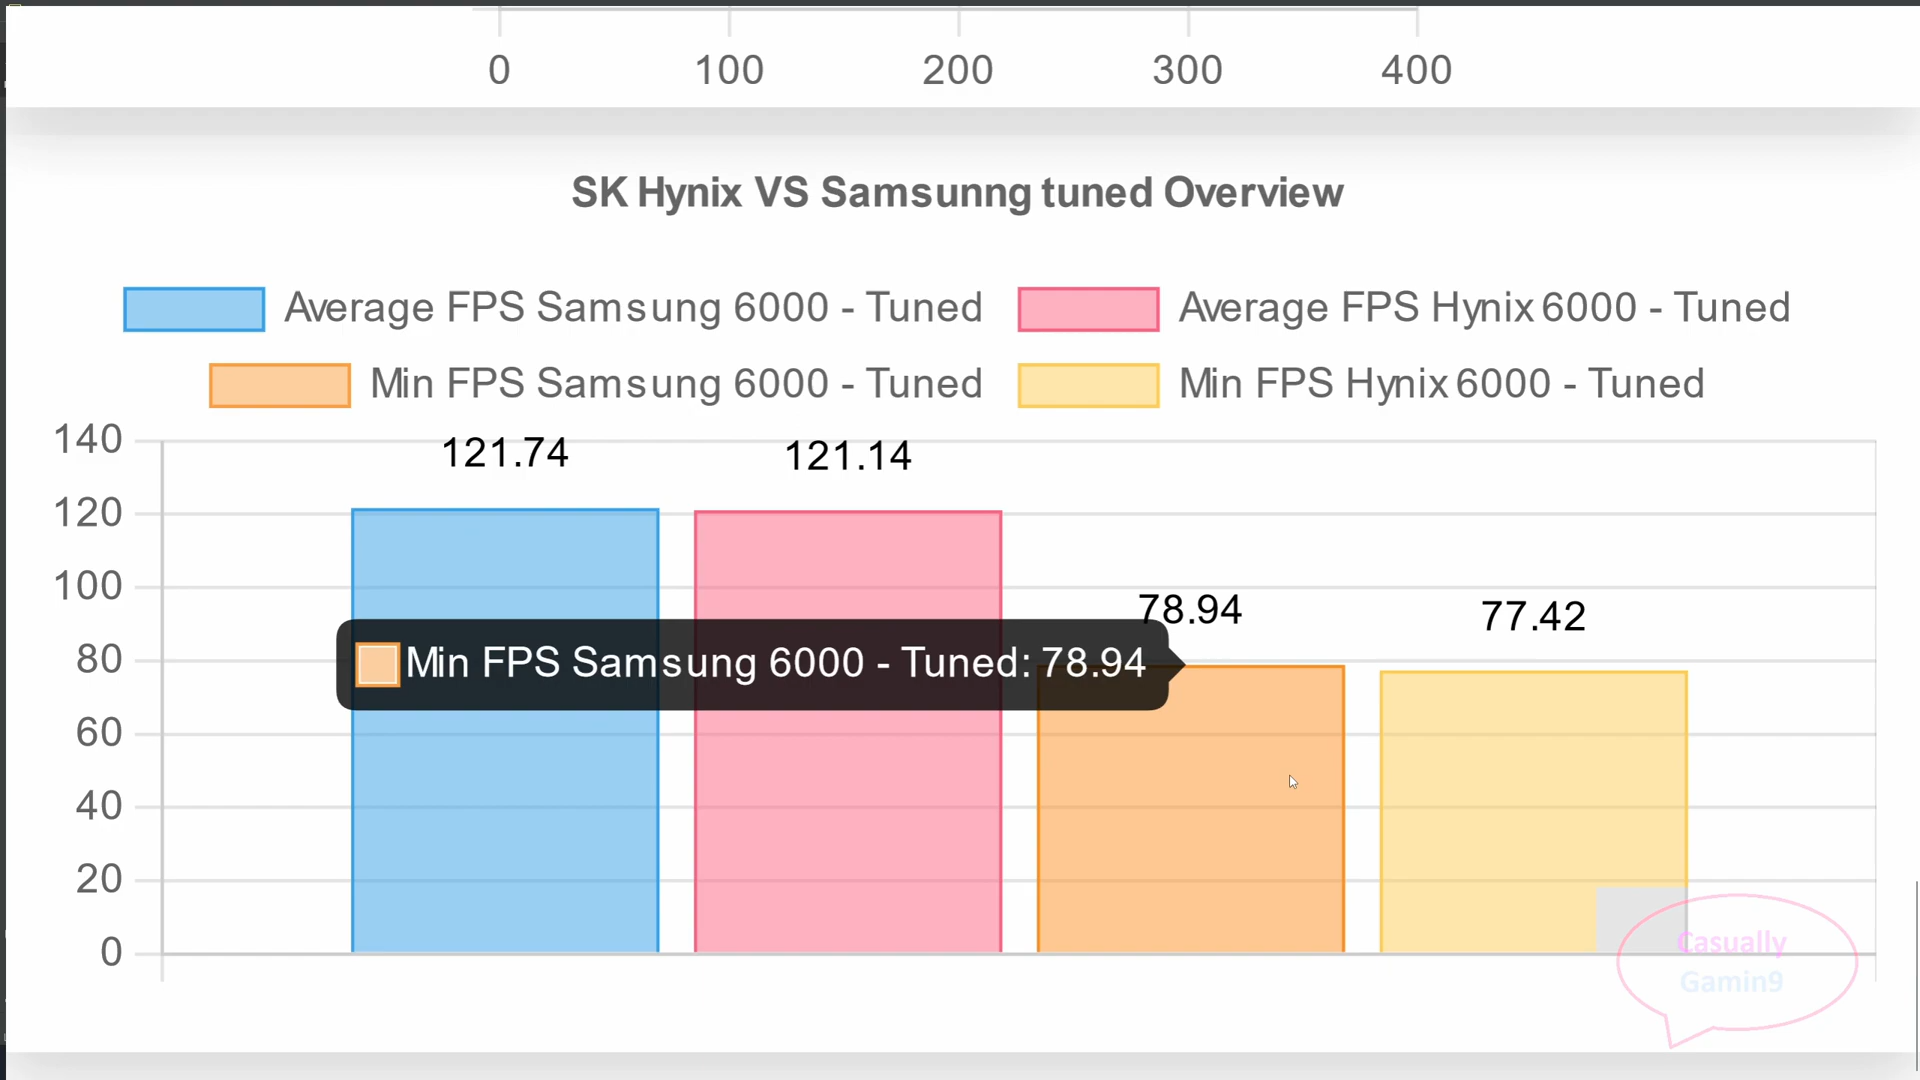 0 100 200 300 400
SK Hynix VS Samsunng tuned Overview
Average FPS Samsung 6000 - Tuned Average FPS Hynix 6000 - Tuned
Min FPS Samsung 6000 - Tuned Min FPS Hynix 6000 - Tuned
140
121.74 121.14
120
100
78.94 77.42
80
Min FPS Samsung 6000 - Tuned: 78.94
60
40
20
0
Casually
Gamin9